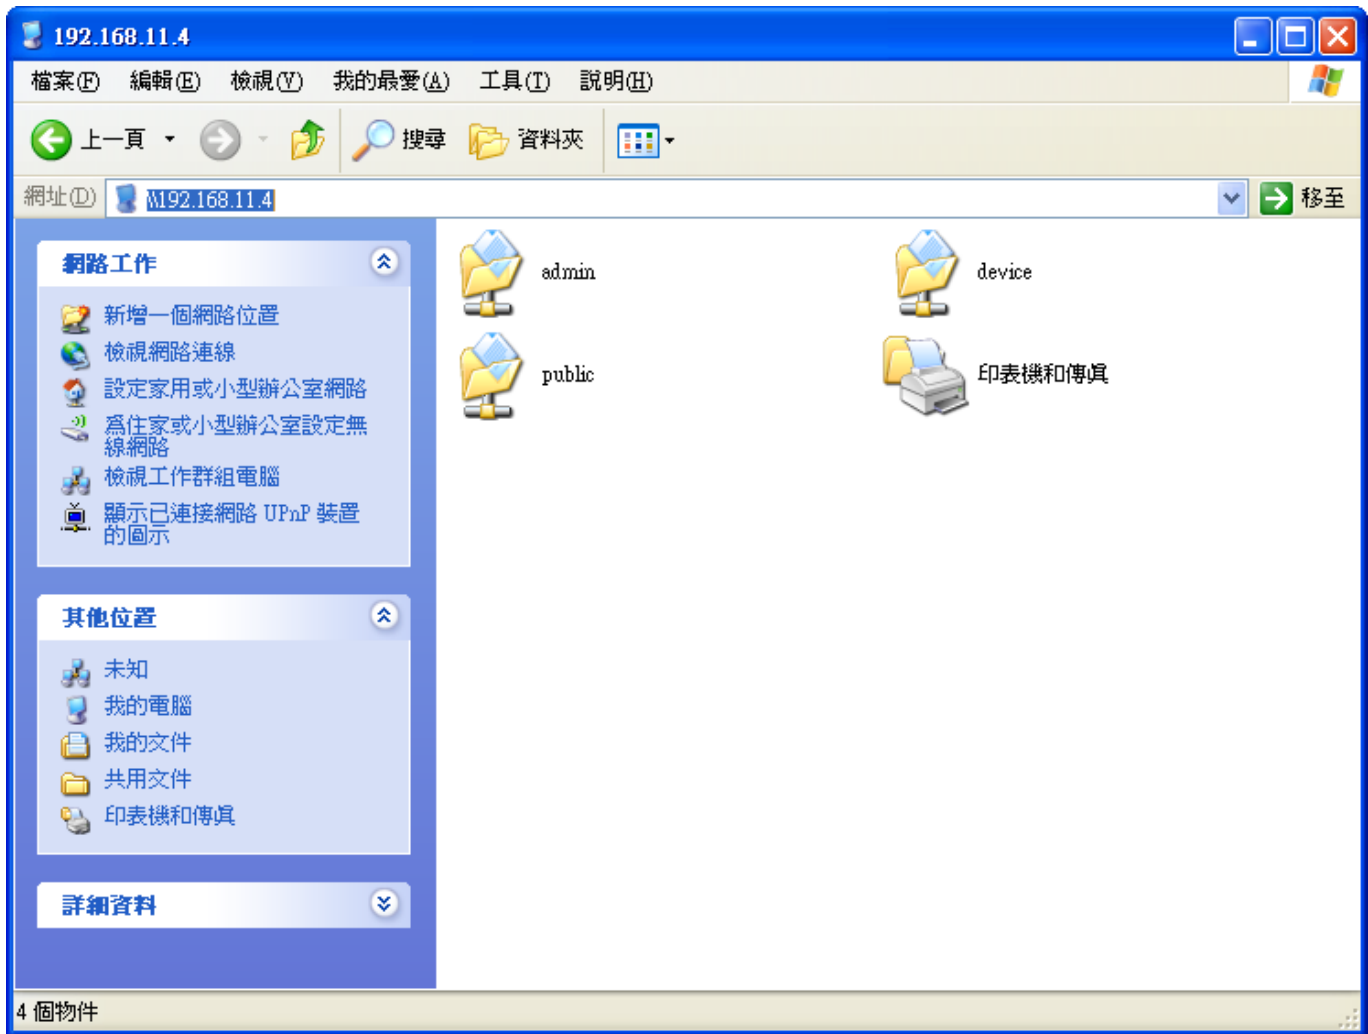 192.168.11.4
檔案(F) 編輯(E) 檢視(V) 我的最愛(A) 工具(T) 說明(H)
上一頁 搜尋 資料夾
網址(D) \\192.168.11.4 移至
網路工作
新增一個網路位置
檢視網路連線
設定家用或小型辦公室網路
為住家或小型辦公室設定無
線網路
檢視工作群組電腦
顯示已連接網路 UPnP 裝置
的圖示
其他位置
未知
我的電腦
我的文件
共用文件
印表機和傳真
詳細資料
admin
device
public
印表機和傳真
4 個物件